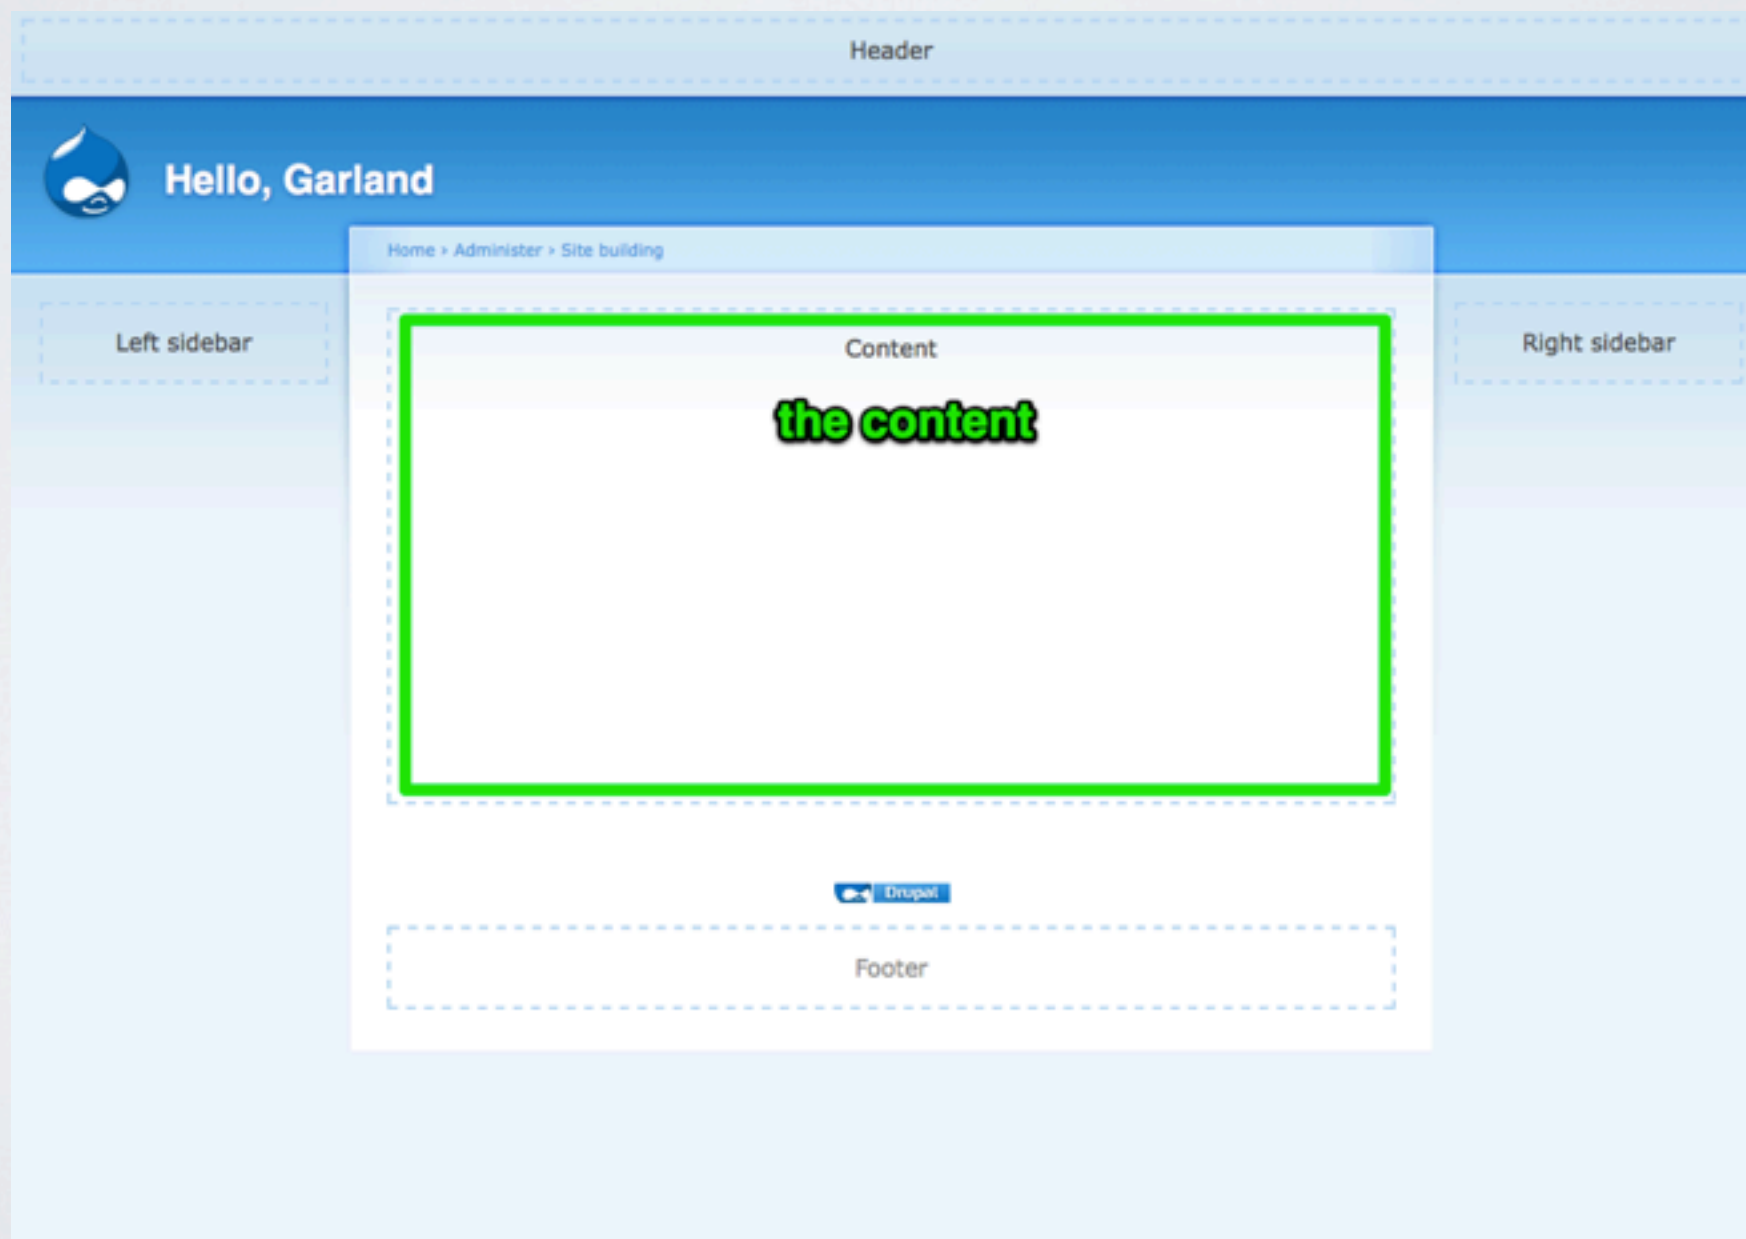 Header
Hello, Garland
Home › Administer › Site building
Left sidebar
Content
Right sidebar
the content
Drupal
Footer